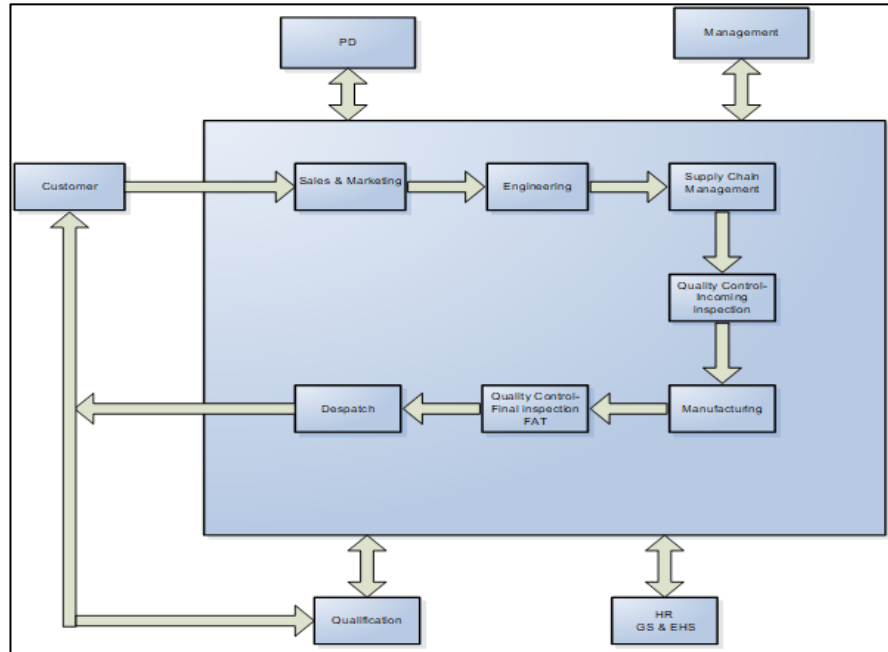 PD
Management
Customer
Sales & Marketing
Engineering
Supply Chain
Management
Quality Control-
Incoming
inspection
Despatch
Quality Control-
Final inspection
FAT
Manufacturing
Qualification
HR
GS & EHS